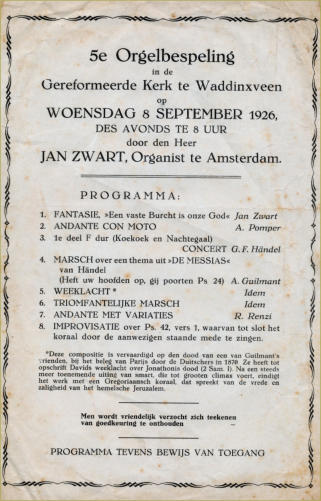 5e Orgelbespeling
in de
Gereformeerde Kerk te Waddinxveen
op
WOENSDAG 8 SEPTEMBER 1926,
DES AVONDS TE 8 UUR
door den Heer
JAN ZWART, Organist te Amsterdam.
PROGRAMMA:
1. FANTASIE, »Een vaste Burcht is onze God« Jan Zwart
2. ANDANTE CON MOTO A. Pomper
3. 1e deel F dur (Koekoek en Nachtegaal)
CONCERT G. F. Händel
4. MARSCH over een thema uit »DE MESSIAS«
van Händel
(Heft uw hoofden op, gij poorten Ps 24) A. Guilmant
5. WEEKLACHT * Idem
6. TRIOMFANTELIJKE MARSCH Idem
7. ANDANTE MET VARIATIES R. Renzi
8. IMPROVISATIE over Ps. 42, vers 1, waarvan tot slot het
koraal door de aanwezigen staande mede te zingen.
*Deze compositie is vervaardigd op den dood van een van Guilmant's
vrienden, bij het beleg van Parijs door de Duitschers in 1870. Ze heeft tot
opschrift Davids weeklacht over Jonathonis dood (2 Sam. 1). Na een steeds
meer toenemende uiting van smart, die tot grooten climax voert, eindigt
het werk met een Gregoriaansch koraal, dat spreekt van de vrede en
zaligheid van het hemelsche Jeruzalem.
Men wordt vriendelijk verzocht zich teekenen
van goedkeuring te onthouden
PROGRAMMA TEVENS BEWIJS VAN TOEGANG